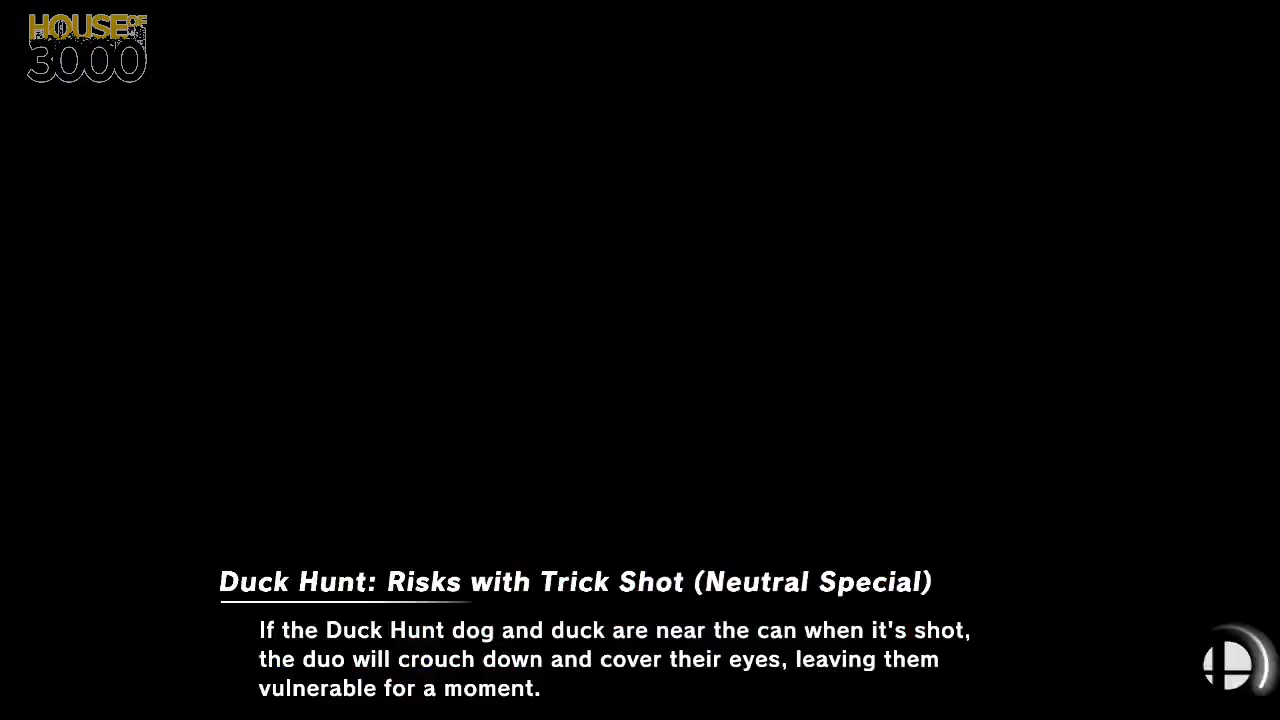 HOUSE OF
3000
Duck Hunt: Risks with Trick Shot (Neutral Special)
If the Duck Hunt dog and duck are near the can when it's shot,
the duo will crouch down and cover their eyes, leaving them
vulnerable for a moment.